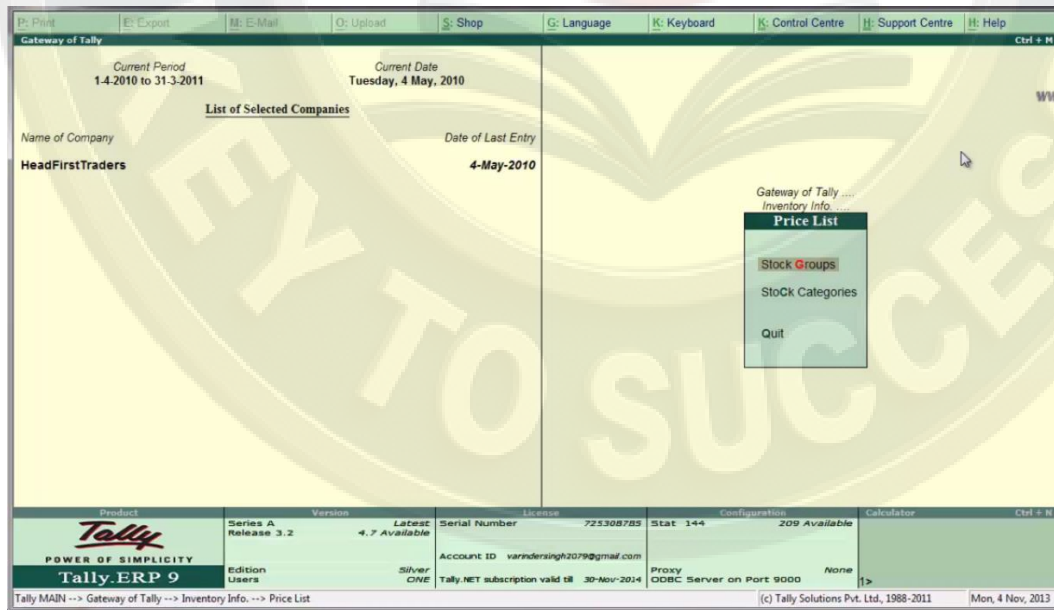 P: Print E: Export M: E-Mail O: Upload S: Shop G: Language K: Keyboard K: Control Centre H: Support Centre H: Help
Gateway of Tally Ctrl + M
Current Period Current Date
1-4-2010 to 31-3-2011 Tuesday, 4 May, 2010
List of Selected Companies
Name of Company Date of Last Entry
HeadFirstTraders 4-May-2010
Gateway of Tally ....
Inventory Info. ....
Price List
Stock Groups
StoCk Categories
Quit
KEY TO SUCC
Product Version License Configuration Calculator Ctrl + N
Tally
POWER OF SIMPLICITY
Tally.ERP 9
Series A Latest
Release 3.2 4.7 Available
Edition Silver
Users ONE
Serial Number 725308785
Account ID varindersingh2079@gmail.com
Tally.NET subscription valid till 30-Nov-2014
Stat 144 209 Available
Proxy None
ODBC Server on Port 9000
1>
Tally MAIN --> Gateway of Tally --> Inventory Info. --> Price List (c) Tally Solutions Pvt. Ltd., 1988-2011 Mon, 4 Nov, 2013